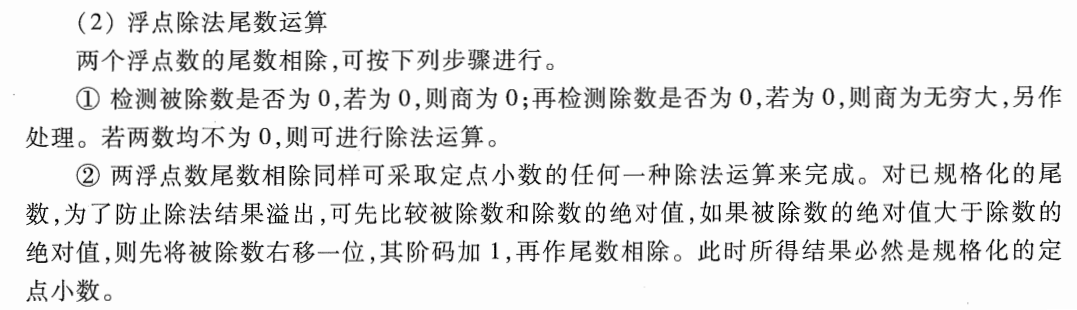 (2) 浮点除法尾数运算
两个浮点数的尾数相除,可按下列步骤进行。
① 检测被除数是否为 0,若为 0,则商为 0;再检测除数是否为 0,若为 0,则商为无穷大,另作
处理。若两数均不为 0,则可进行除法运算。
② 两浮点数尾数相除同样可采取定点小数的任何一种除法运算来完成。对已规格化的尾
数,为了防止除法结果溢出,可先比较被除数和除数的绝对值,如果被除数的绝对值大于除数的
绝对值,则先将被除数右移一位,其阶码加 1,再作尾数相除。此时所得结果必然是规格化的定
点小数。